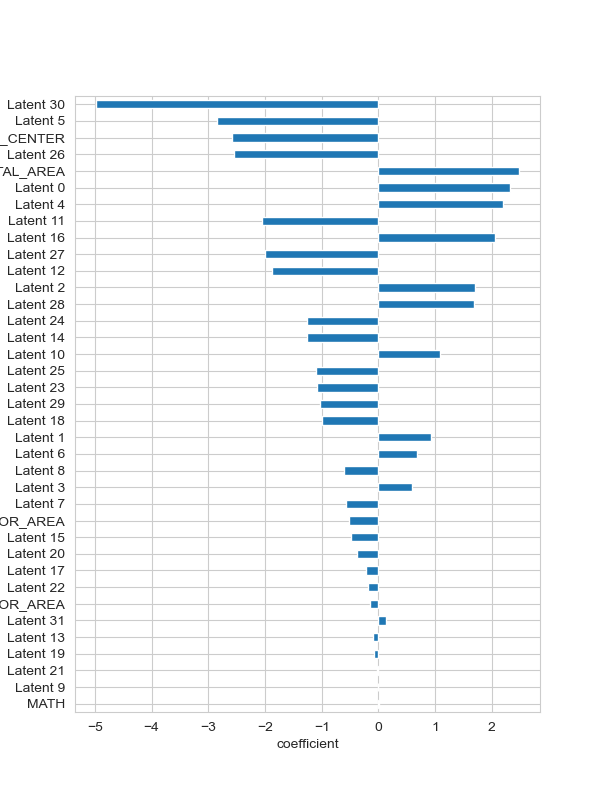 Latent 30
Latent 5
_CENTER
Latent 26
TAL_AREA
Latent 0
Latent 4
Latent 11
Latent 16
Latent 27
Latent 12
Latent 2
Latent 28
Latent 24
Latent 14
Latent 10
Latent 25
Latent 23
Latent 29
Latent 18
Latent 1
Latent 6
Latent 8
Latent 3
Latent 7
OR_AREA
Latent 15
Latent 20
Latent 17
Latent 22
OR_AREA
Latent 31
Latent 13
Latent 19
Latent 21
Latent 9
MATH
−5 −4 −3 −2 −1 0 1 2
coefficient